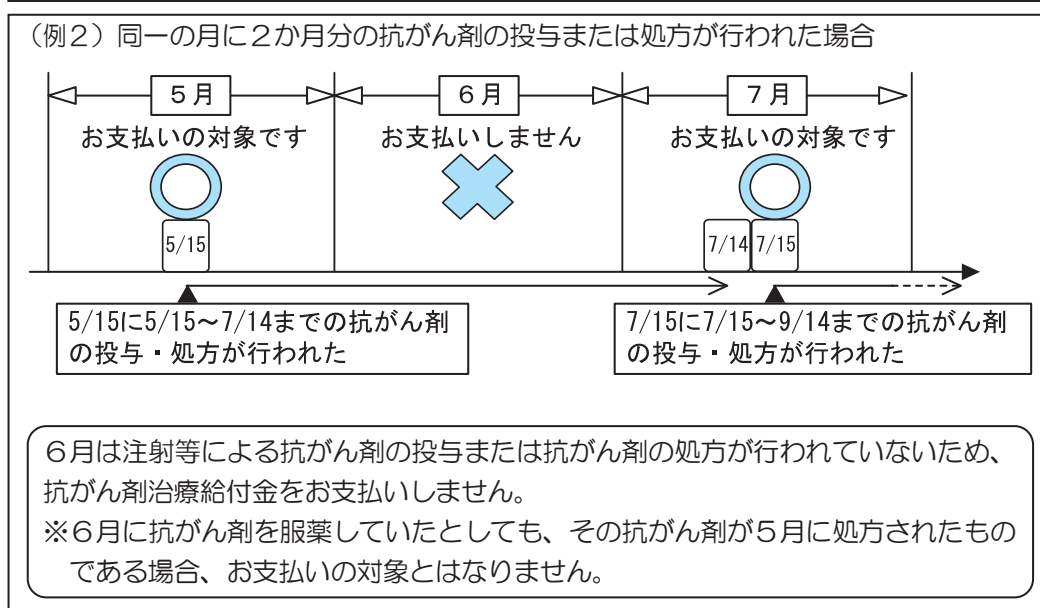 （例２）同一の月に２か月分の抗がん剤の投与または処方が行われた場合
５月
６月
７月
お支払いの対象です
お支払いしません
お支払いの対象です
5/15
7/14
7/15
5/15に5/15～7/14までの抗がん剤
の投与・処方が行われた
7/15に7/15～9/14までの抗がん剤
の投与・処方が行われた
６月は注射等による抗がん剤の投与または抗がん剤の処方が行われていないため、
抗がん剤治療給付金をお支払いしません。
※６月に抗がん剤を服薬していたとしても、その抗がん剤が５月に処方されたもの
である場合、お支払いの対象とはなりません。